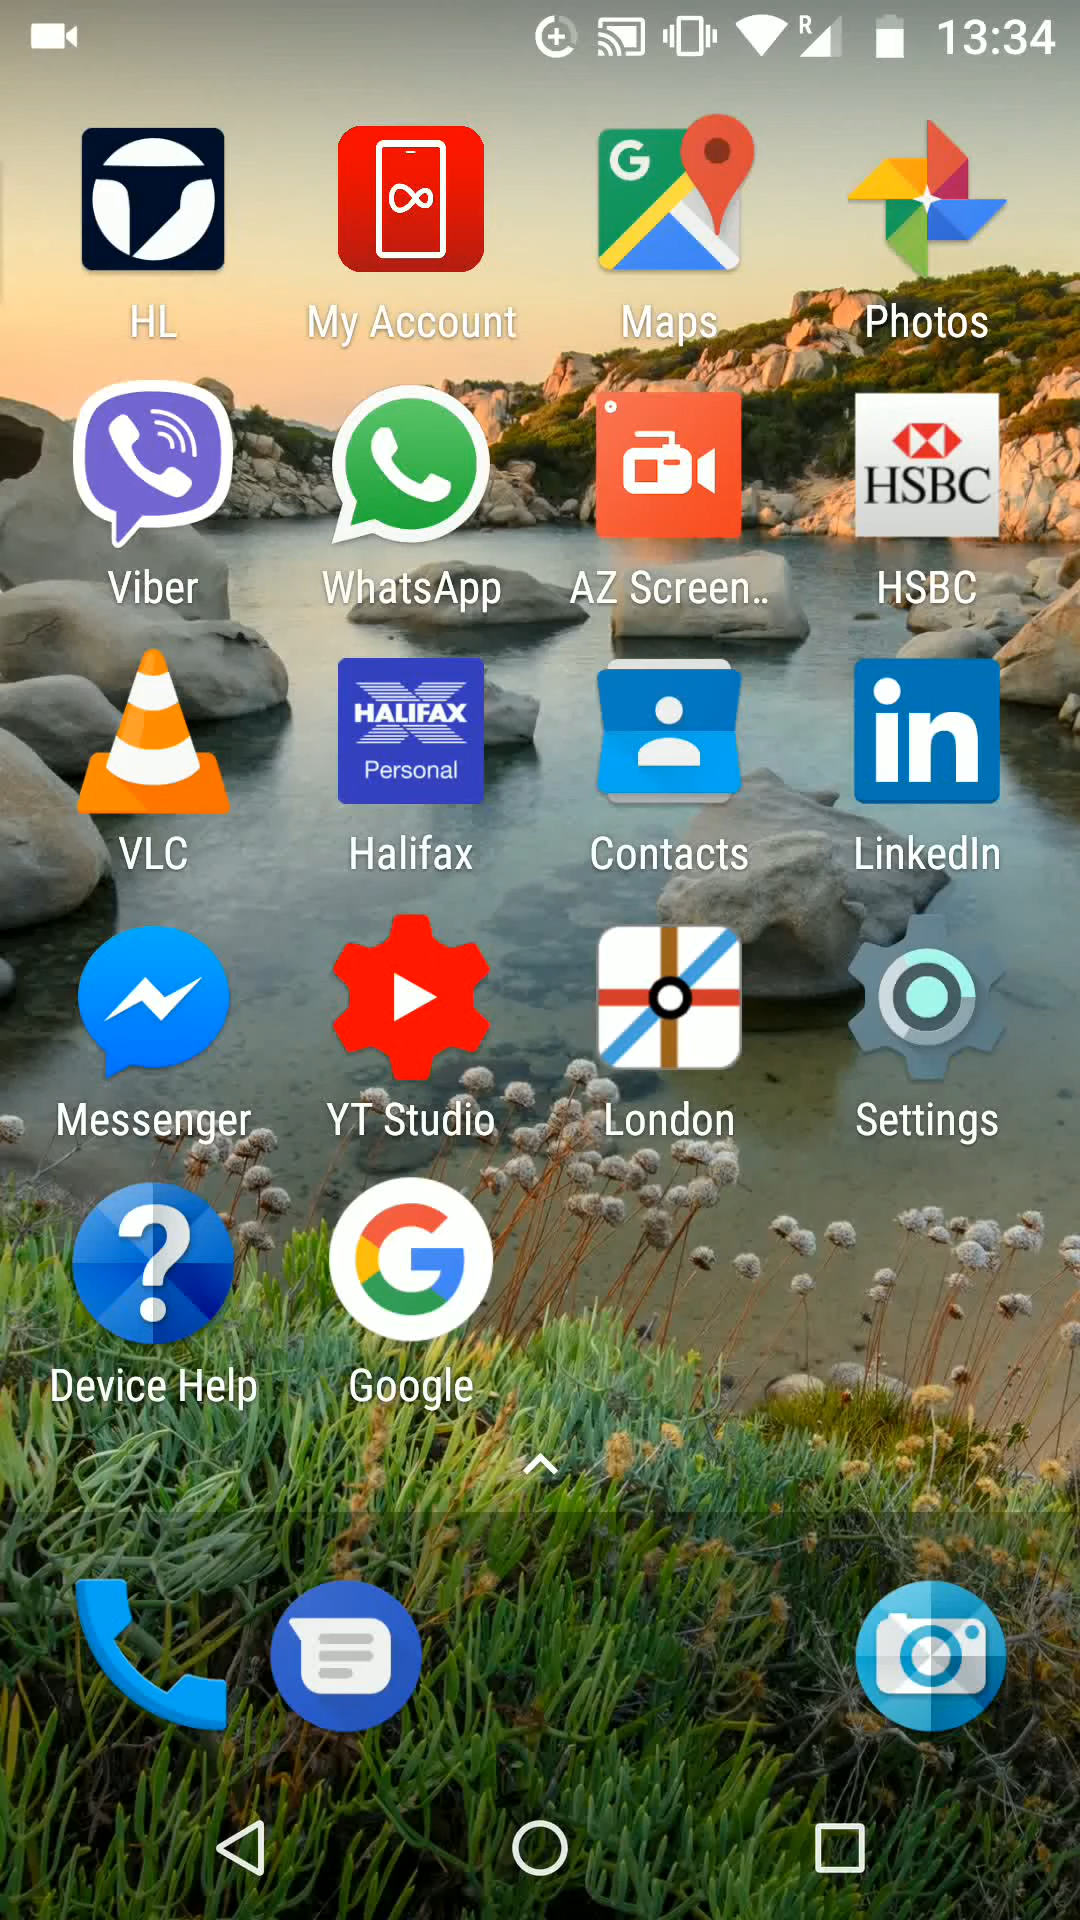 R 13:34
HL
My Account
Maps
Photos
HSBC
Viber
WhatsApp
AZ Screen..
HSBC
HALIFAX
Personal
in
VLC
Halifax
Contacts
LinkedIn
Messenger
YT Studio
London
Settings
?
G
Device Help
Google